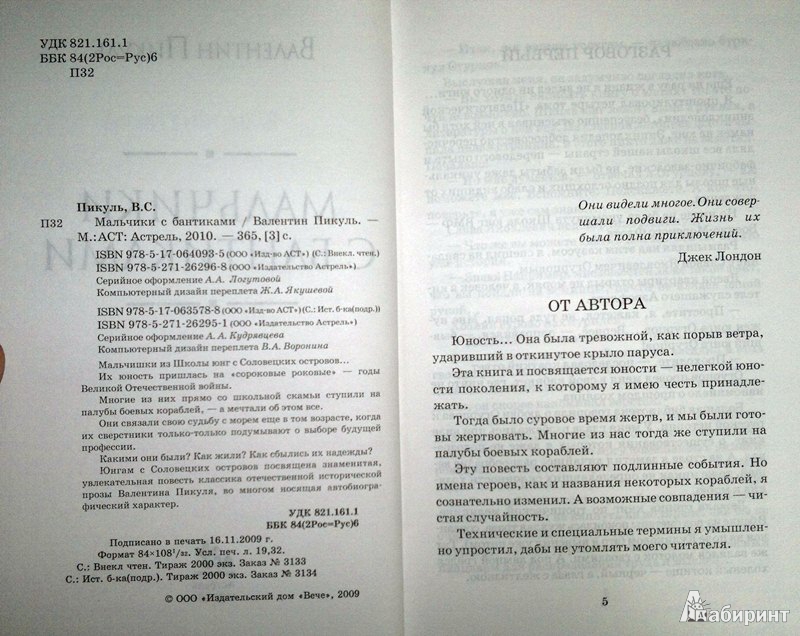 УДК 821.161.1
ББК 84(2Рос=Рус)6
П32
Пикуль, В.С.
П32 Мальчики с бантиками / Валентин Пикуль. —
М.: АСТ: Астрель, 2010. — 365, [3] с.
ISBN 978-5-17-064093-5 (ООО «Изд-во АСТ») (С.: Внекл. чтен.)
ISBN 978-5-271-26296-8 (ООО «Издательство Астрель»)
Серийное оформление А.А. Логутовой
Компьютерный дизайн переплета Ж.А. Якушевой
ISBN 978-5-17-063578-8 (ООО «Изд-во АСТ»)(С.: Ист. б-ка(подр.))
ISBN 978-5-271-26295-1 (ООО «Издательство Астрель»)
Серийное оформление А. А. Кудрявцева
Компьютерный дизайн переплета В.А. Воронина
Мальчишки из Школы юнг с Соловецких островов...
Их юность пришлась на «сороковые роковые» — годы
Великой Отечественной войны.
Многие из них прямо со школьной скамьи ступили на
палубы боевых кораблей, — а мечтали об этом все.
Они связали свою судьбу с морем еще в том возрасте, когда
их сверстники только-только подумывают о выборе будущей
профессии.
Какими они были? Как жили? Как сбылись их надежды?
Юнгам с Соловецких островов посвящена знаменитая,
увлекательная повесть классика отечественной исторической
прозы Валентина Пикуля, во многом носящая автобиогра-
фический характер.
УДК 821.161.1
ББК 84(2Рос=Рус)6
Подписано в печать 16.11.2009 г.
Формат 84×108¹/₃₂. Усл. печ. л. 19,32.
С.: Внекл чтен. Тираж 2000 экз. Заказ № 3133
С.: Ист. б-ка(подр.). Тираж 2000 экз. Заказ № 3134
© ООО «Издательский дом «Вече», 2009
Они видели многое. Они совер-
шали подвиги. Жизнь их
была полна приключений.
Джек Лондон
ОТ АВТОРА
Юность... Она была тревожной, как порыв ветра,
ударивший в откинутое крыло паруса.
Эта книга и посвящается юности — нелегкой юно-
сти поколения, к которому я имею честь принадле-
жать.
Тогда было суровое время жертв, и мы были гото-
вы жертвовать. Многие из нас тогда же ступили на
палубы боевых кораблей.
Эту повесть составляют подлинные события. Но
имена героев, как и названия некоторых кораблей, я
сознательно изменил. А возможные совпадения — чи-
стая случайность.
Технические и специальные термины я умышлен-
но упростил, дабы не утомлять моего читателя.
5
Лабиринт